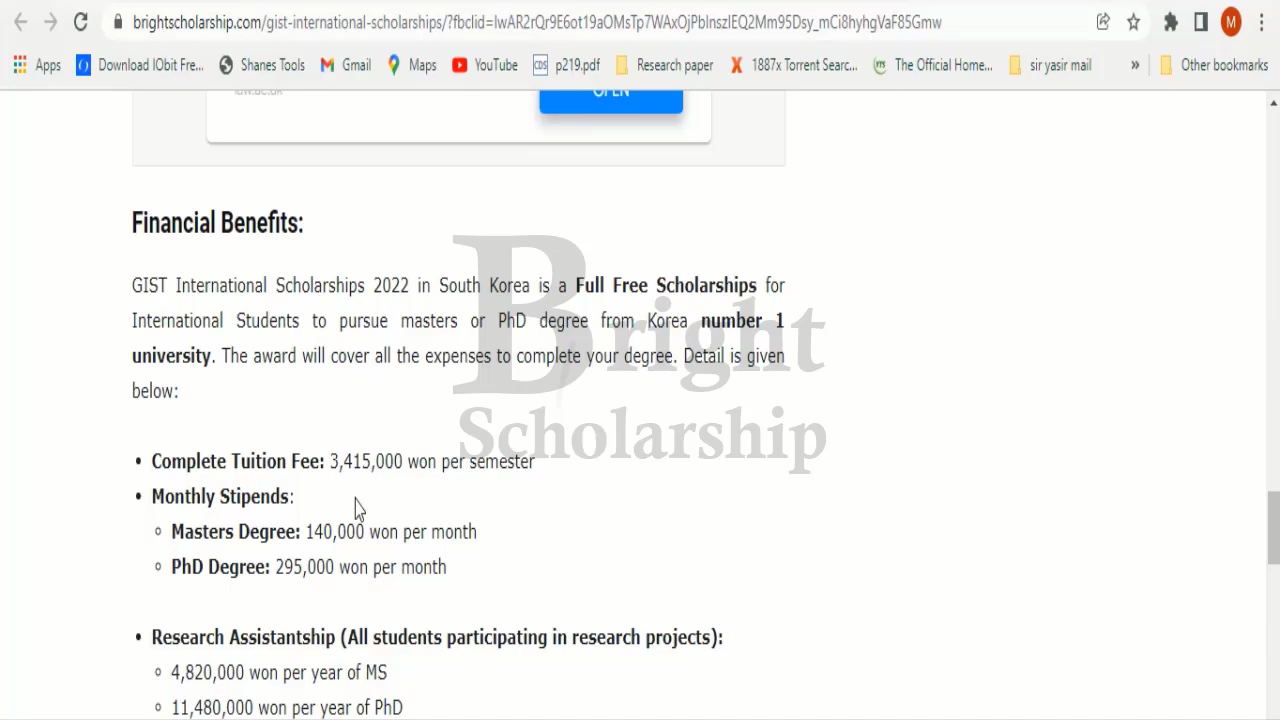 brightscholarship.com/gist-international-scholarships/?fbclid=IwAR2rQr9E6ot19aOMsTp7WAxOjPbInszIEQ2Mm95Dsy_mCi8hyhgVaF85Gmw
M
Apps Download IObit Fre... Shanes Tools Gmail Maps YouTube CDS p219.pdf Research paper 1887x Torrent Searc... The Official Home... sir yasir mail » Other bookmarks
OPEN
Financial Benefits:
GIST International Scholarships 2022 in South Korea is a Full Free Scholarships for
International Students to pursue masters or PhD degree from Korea number 1
university. The award will cover all the expenses to complete your degree. Detail is given
below:
Bright
Scholarship
• Complete Tuition Fee: 3,415,000 won per semester
• Monthly Stipends:
Masters Degree: 140,000 won per month
PhD Degree: 295,000 won per month
• Research Assistantship (All students participating in research projects):
4,820,000 won per year of MS
11,480,000 won per year of PhD